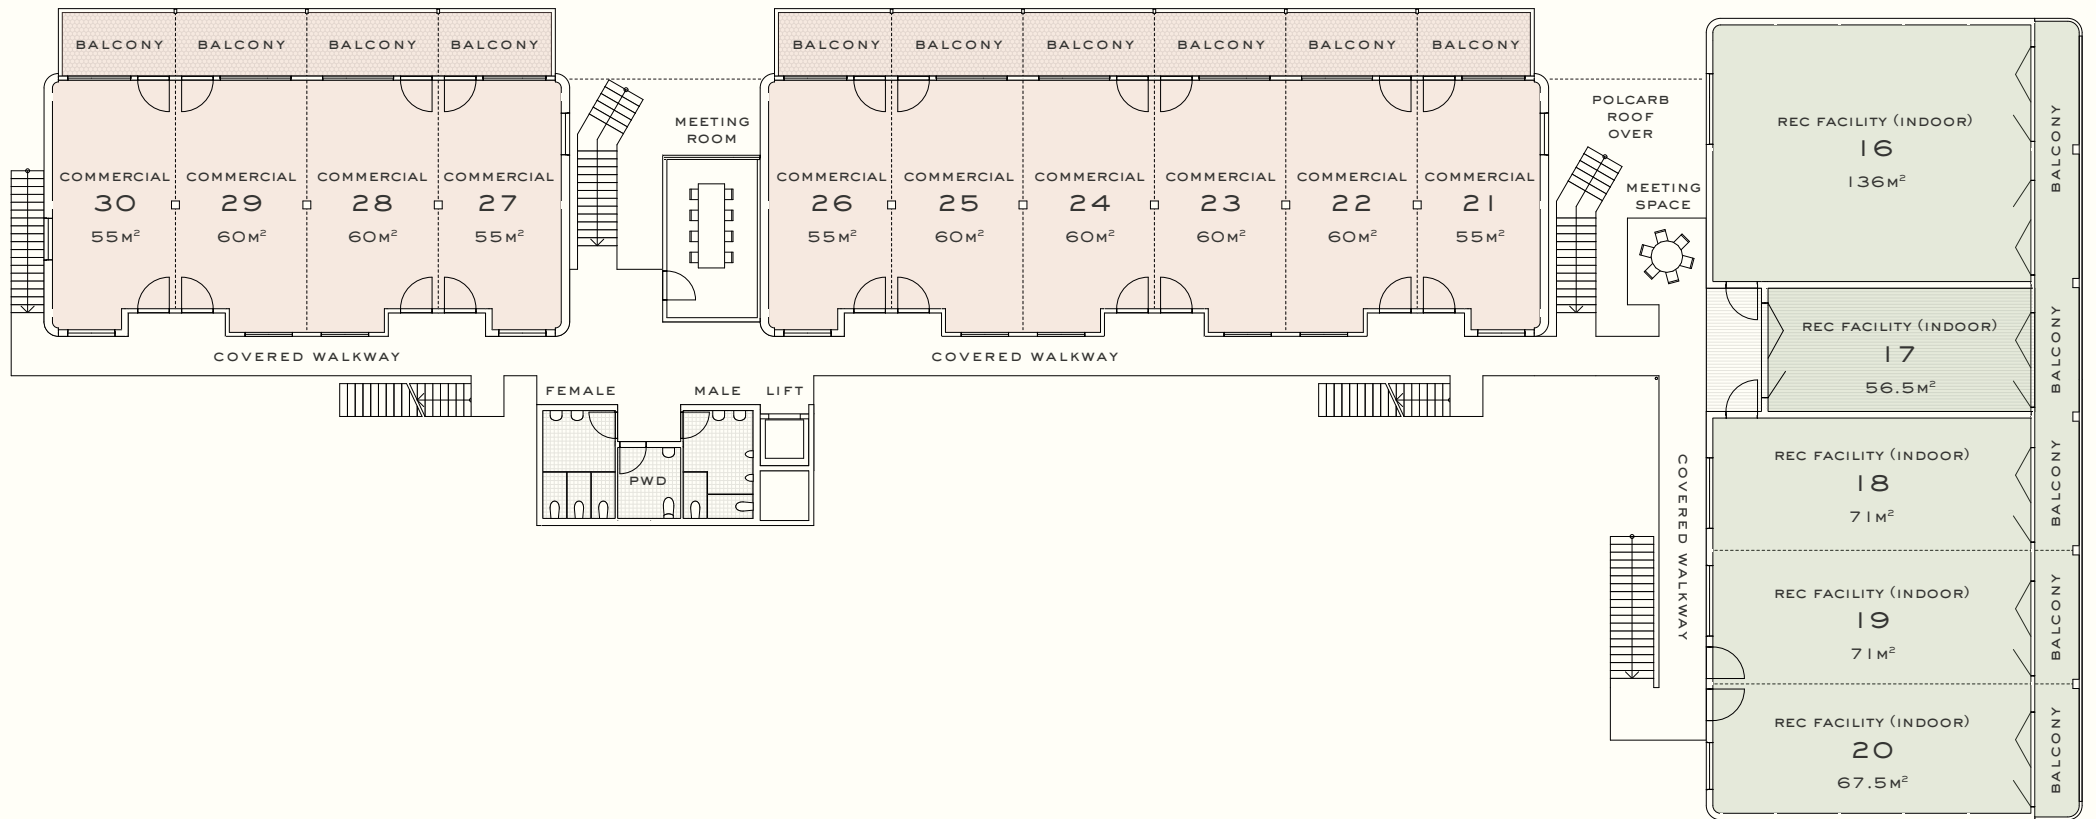 BALCONY
BALCONY
BALCONY
BALCONY
BALCONY
BALCONY
BALCONY
BALCONY
BALCONY
BALCONY
COMMERCIAL
30
55M²
COMMERCIAL
29
60M²
COMMERCIAL
28
60M²
COMMERCIAL
27
55M²
MEETING
ROOM
COMMERCIAL
26
55M²
COMMERCIAL
25
60M²
COMMERCIAL
24
60M²
COMMERCIAL
23
60M²
COMMERCIAL
22
60M²
COMMERCIAL
21
55M²
POLCARB
ROOF
OVER
MEETING
SPACE
COVERED WALKWAY
COVERED WALKWAY
FEMALE
MALE
LIFT
PWD
COVERED WALKWAY
REC FACILITY (INDOOR)
16
136M²
BALCONY
REC FACILITY (INDOOR)
17
56.5M²
BALCONY
REC FACILITY (INDOOR)
18
71M²
BALCONY
REC FACILITY (INDOOR)
19
71M²
BALCONY
REC FACILITY (INDOOR)
20
67.5M²
BALCONY